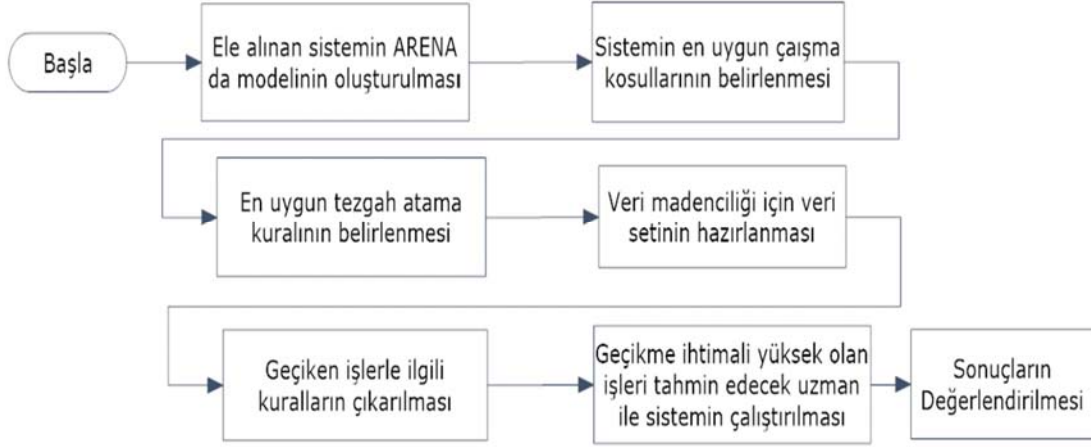 Başla
Ele alınan sistemin ARENA
da modelinin oluşturulması
Sistemin en uygun çaışma
kosullarının belirlenmesi
En uygun tezgah atama
kuralının belirlenmesi
Veri madenciliği için veri
setinin hazırlanması
Geçiken işlerle ilgili
kuralların çıkarılması
Geçikme ihtimali yüksek olan
işleri tahmin edecek uzman
ile sistemin çalıştırılması
Sonuçların
Değerlendirilmesi